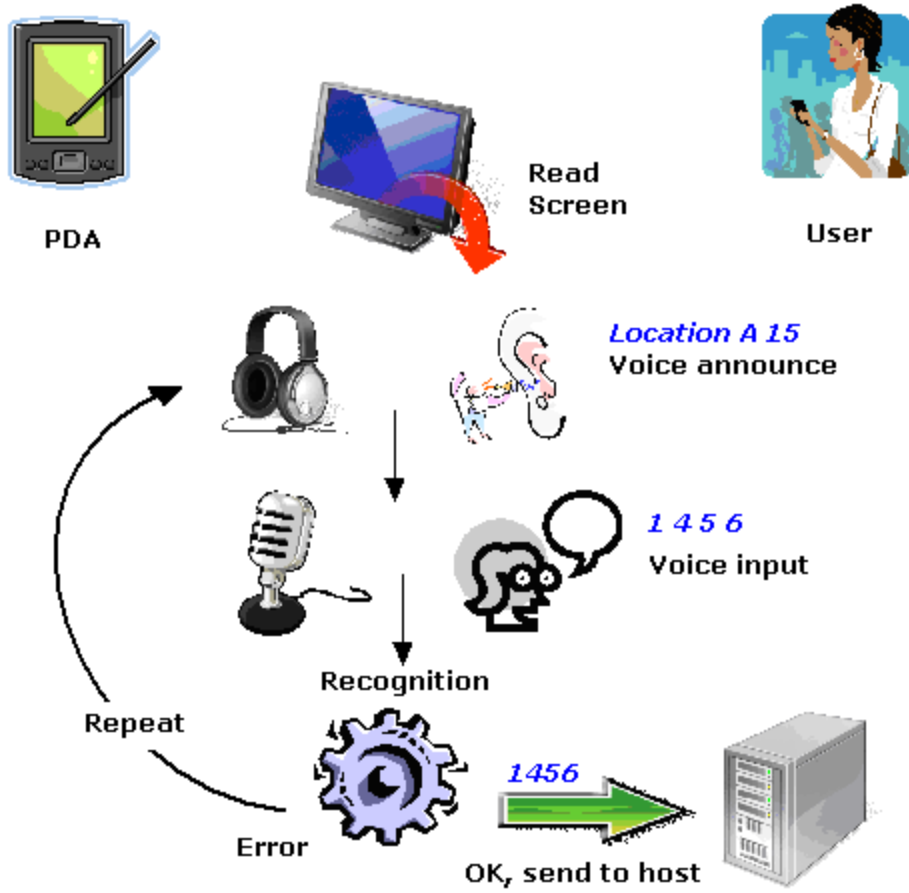 PDA
Read
Screen
User
Location A 15
Voice announce
1 4 5 6
Voice input
Recognition
Repeat
1456
Error
OK, send to host